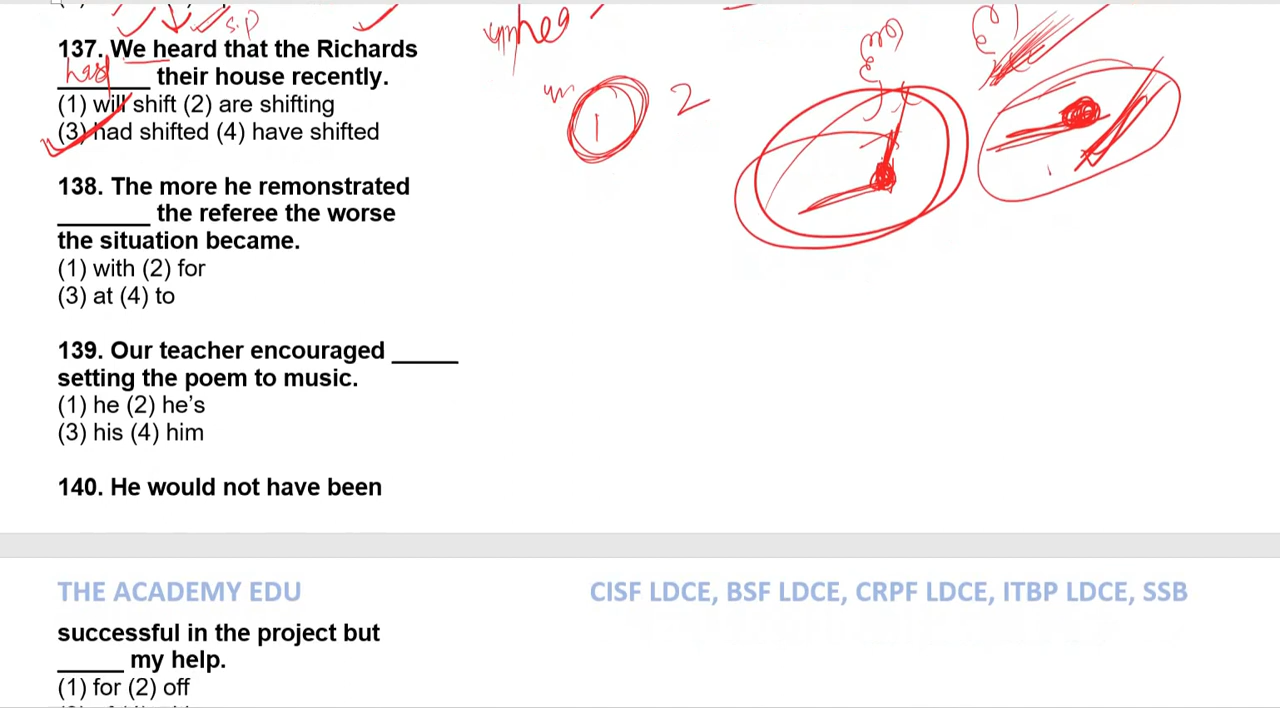 s.p
137. We heard that the Richards
had ______ their house recently.
(1) will shift (2) are shifting
(3) had shifted (4) have shifted
1 2
138. The more he remonstrated
_______ the referee the worse
the situation became.
(1) with (2) for
(3) at (4) to
139. Our teacher encouraged _____
setting the poem to music.
(1) he (2) he's
(3) his (4) him
140. He would not have been
THE ACADEMY EDU CISF LDCE, BSF LDCE, CRPF LDCE, ITBP LDCE, SSB
successful in the project but
_____ my help.
(1) for (2) off